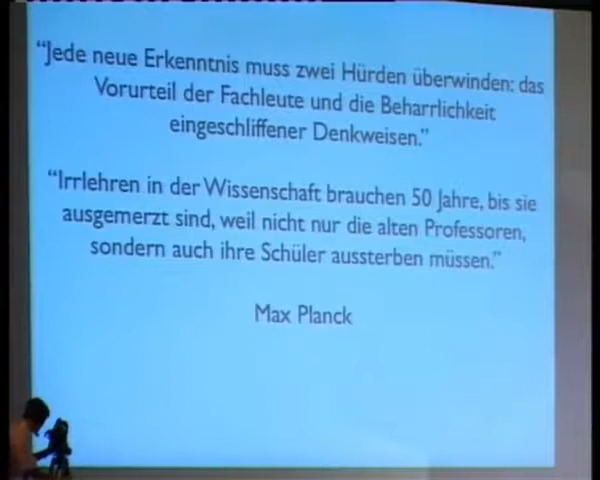 “Jede neue Erkenntnis muss zwei Hürden überwinden: das
Vorurteil der Fachleute und die Beharrlichkeit
eingeschliffener Denkweisen.”
“Irrlehren in der Wissenschaft brauchen 50 Jahre, bis sie
ausgemerzt sind, weil nicht nur die alten Professoren,
sondern auch ihre Schüler aussterben müssen.”
Max Planck